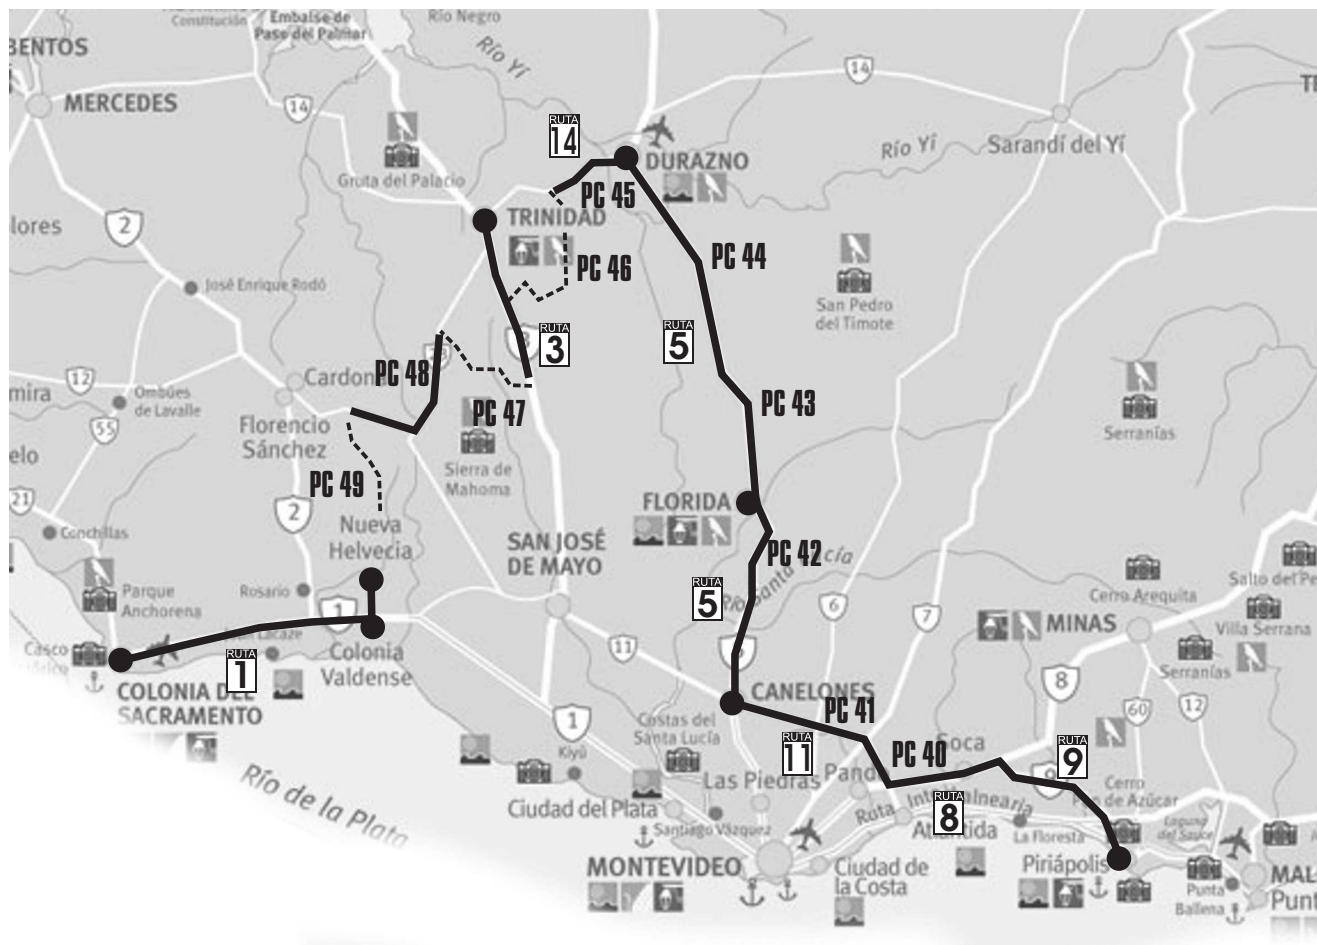 Constitución
Embalse de
Paso del Palmar
Río Negro
BENTOS
Río Yí
14
MERCEDES
14
RUTA
14
DURAZNO
Río Yí
Sarandí del Yí
Gruta del Palacio
PC 45
TRINIDAD
2
PC 46
PC 44
José Enrique Rodó
San Pedro
del Timote
RUTA
3
RUTA
5
12
Cardona
PC 48
Ombúes
de Lavalle
PC 47
PC 43
55
Florencio
Sánchez
Serranías
Sierra de
Mahoma
PC 49
21
2
FLORIDA
Conchillas
Nueva
Helvecia
SAN JOSÉ
DE MAYO
PC 42
Río Santa Lucía
Salto del Pe
Parque
Anchorena
Rosario
1
RUTA
5
6
7
Cerro Arequita
Villa Serrana
MINAS
Casco
Juan Lacaze
RUTA
1
Colonia
Valdense
11
Serranías
8
COLONIA DEL
SACRAMENTO
CANELONES
PC 41
60
12
1
Costas del
Santa Lucía
Kiyú
RUTA
11
PC 40
Soca
RUTA
9
Río de la Plata
Las Piedras
Pando
Cerro
Pan de Azúcar
Ciudad del Plata
Ruta Interbalnearia
RUTA
8
Atlántida
La Floresta
Laguna
del Sauce
Santiago Vázquez
MONTEVIDEO
Ciudad de
la Costa
Piriápolis
Punta
Ballena
MAL
Punt